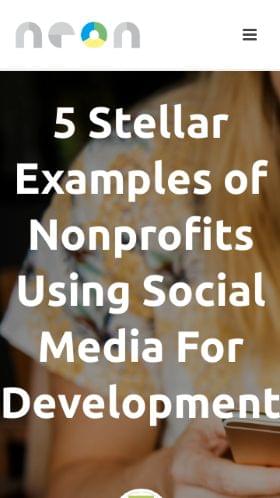 neon
5 Stellar
Examples of
Nonprofits
Using Social
Media For
Development